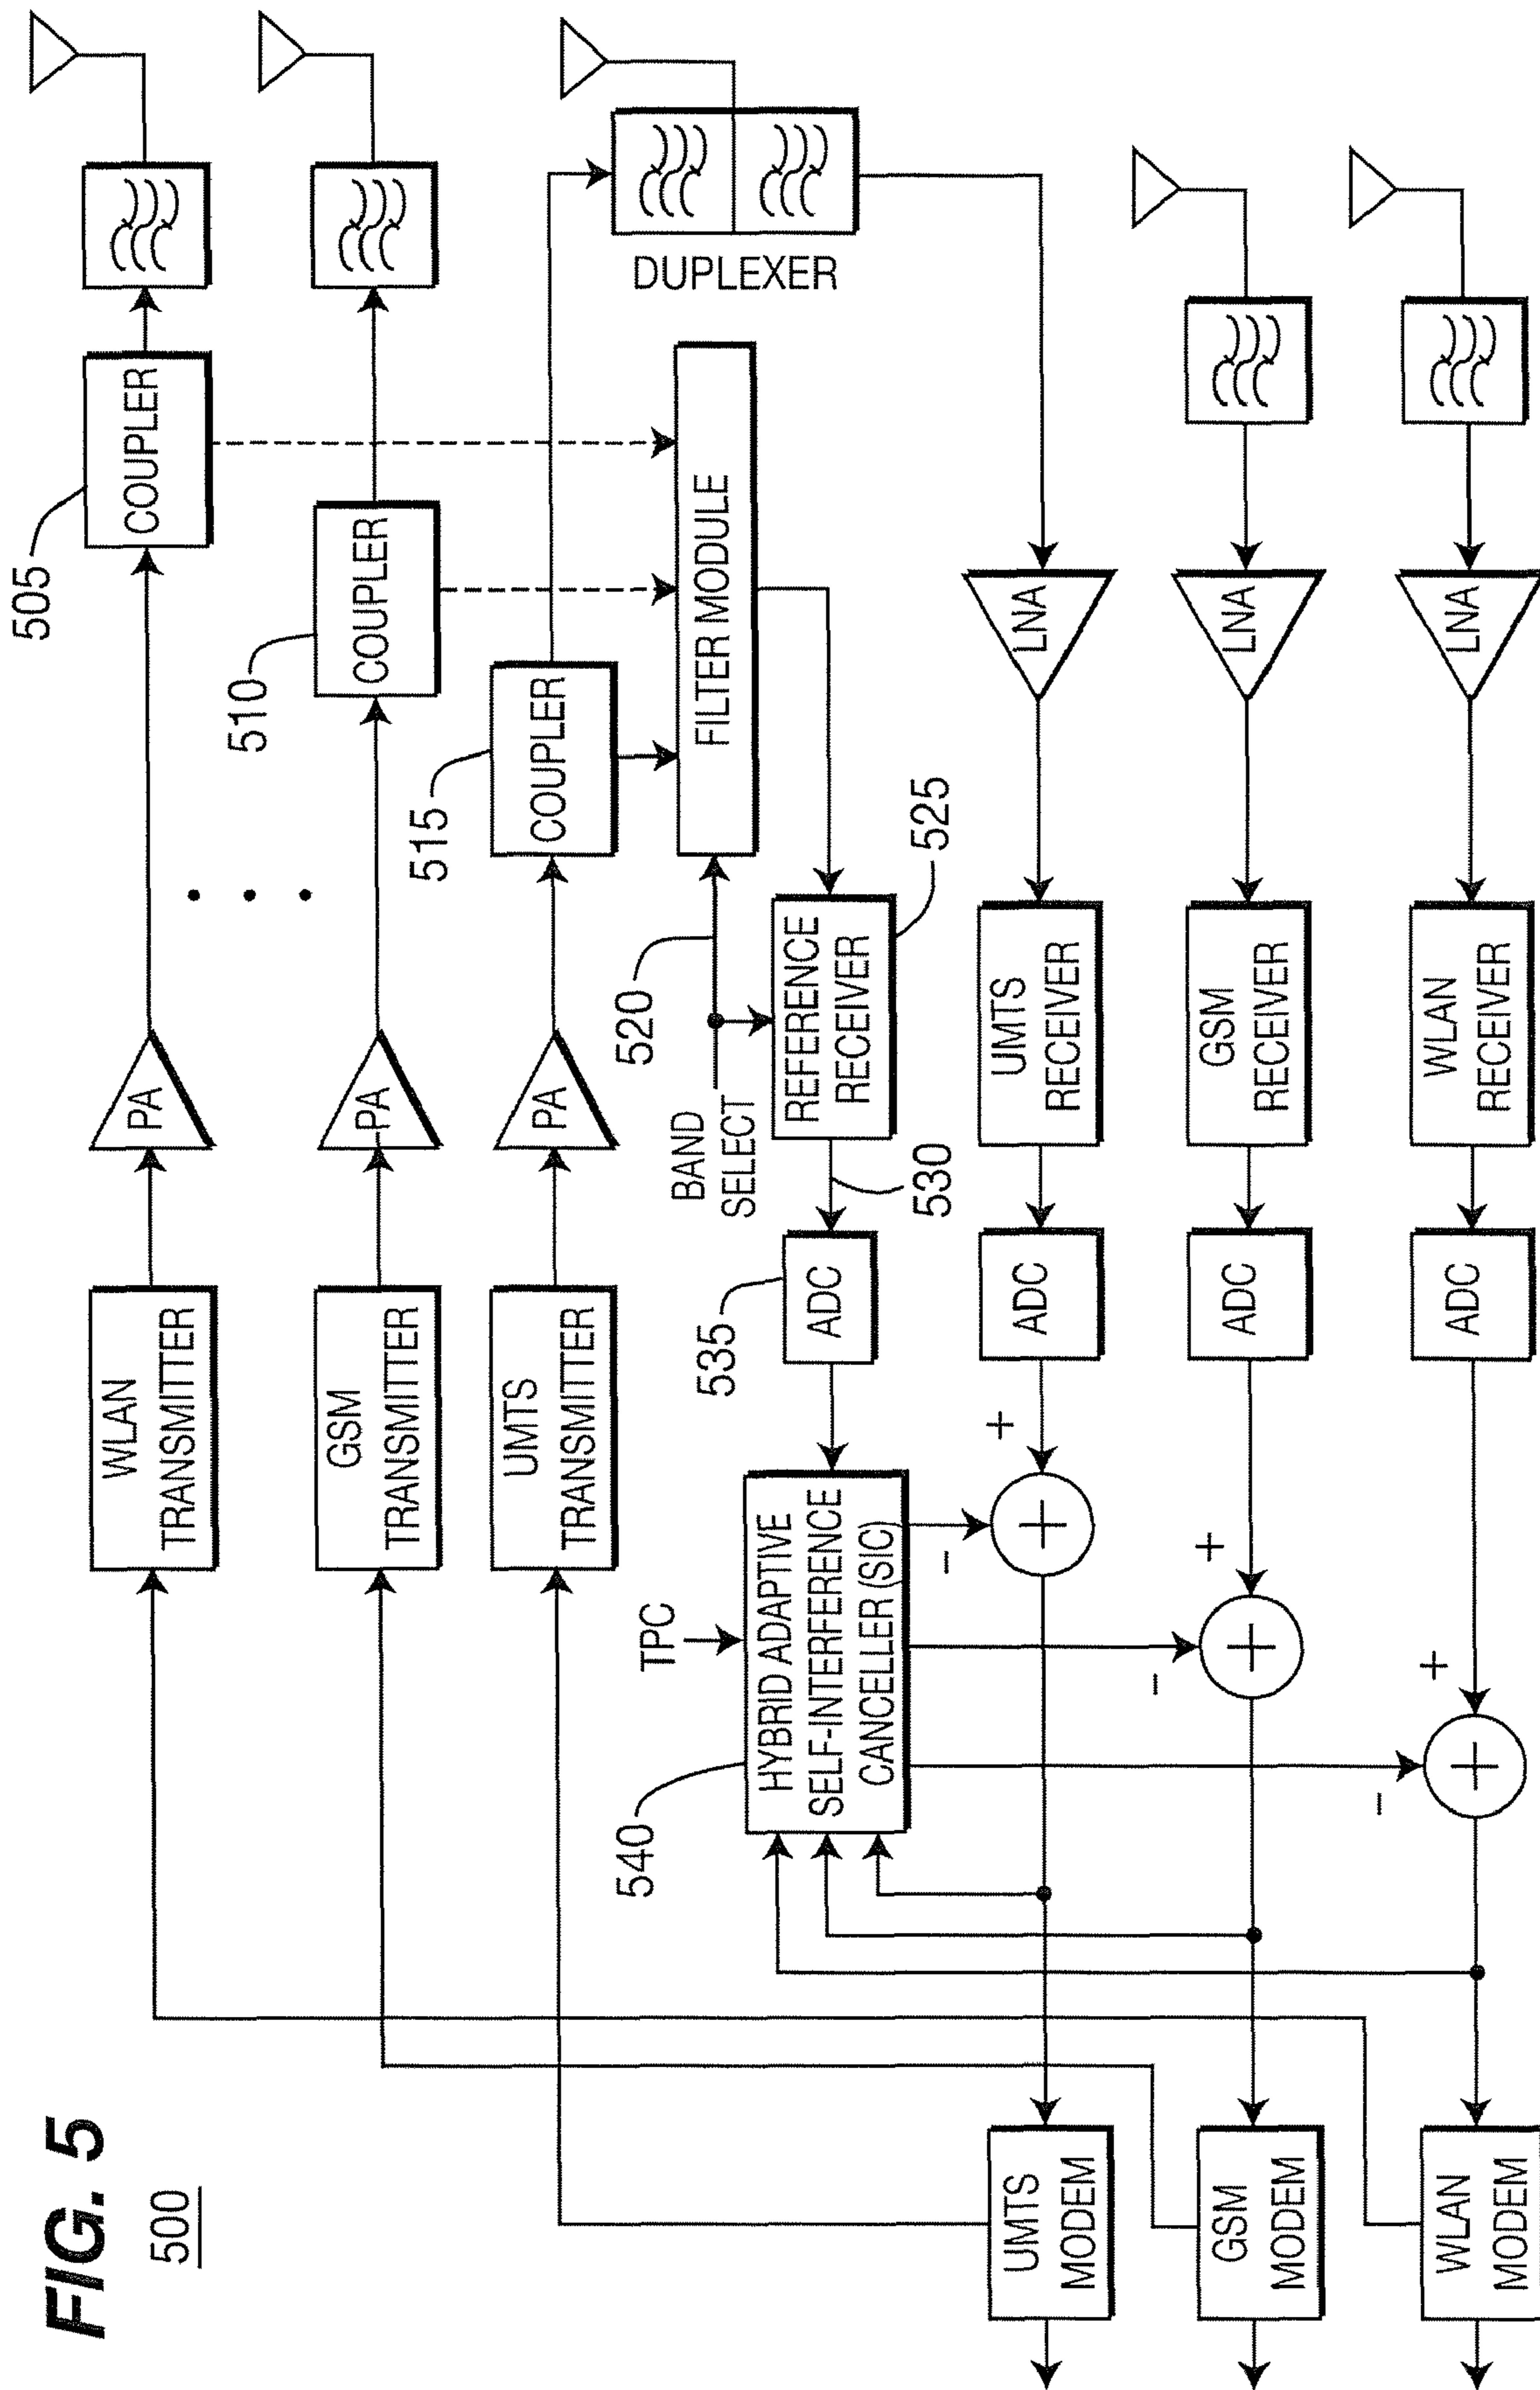 FIG. 5
500
WLAN
TRANSMITTER
PA
505
COUPLER
GSM
TRANSMITTER
PA
510
COUPLER
UMTS
TRANSMITTER
PA
515
COUPLER
DUPLEXER
FILTER MODULE
520
BAND
SELECT
REFERENCE
RECEIVER
525
530
535
ADC
TPC
540
HYBRID ADAPTIVE
SELF-INTERFERENCE
CANCELLER (SIC)
UMTS
MODEM
-
+
+
ADC
UMTS
RECEIVER
LNA
GSM
MODEM
-
+
+
ADC
GSM
RECEIVER
LNA
WLAN
MODEM
-
+
+
ADC
WLAN
RECEIVER
LNA